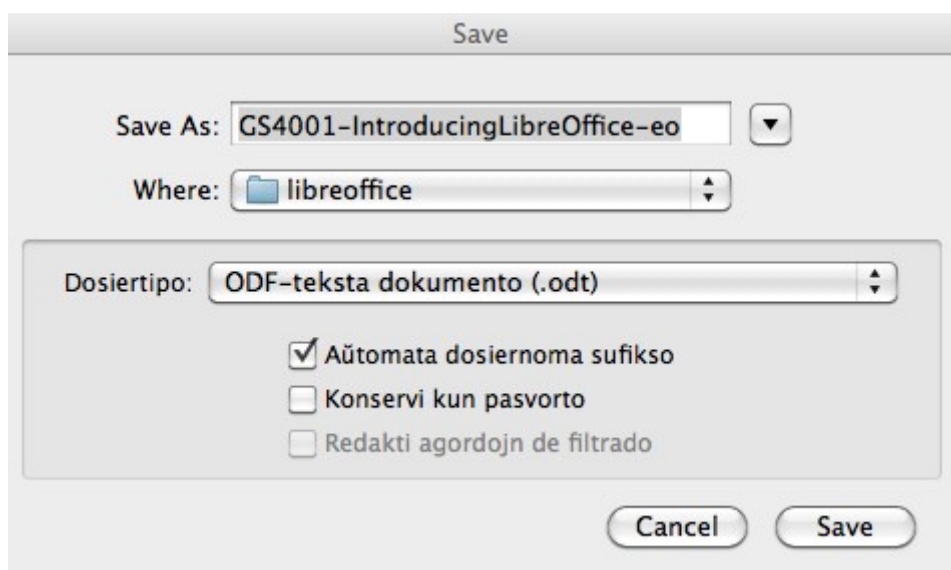 Save
Save As: GS4001-IntroducingLibreOffice-eo
Where: libreoffice
Dosiertipo: ODF-teksta dokumento (.odt)
Aŭtomata dosiernoma sufikso
Konservi kun pasvorto
Redakti agordojn de filtrado
Cancel Save